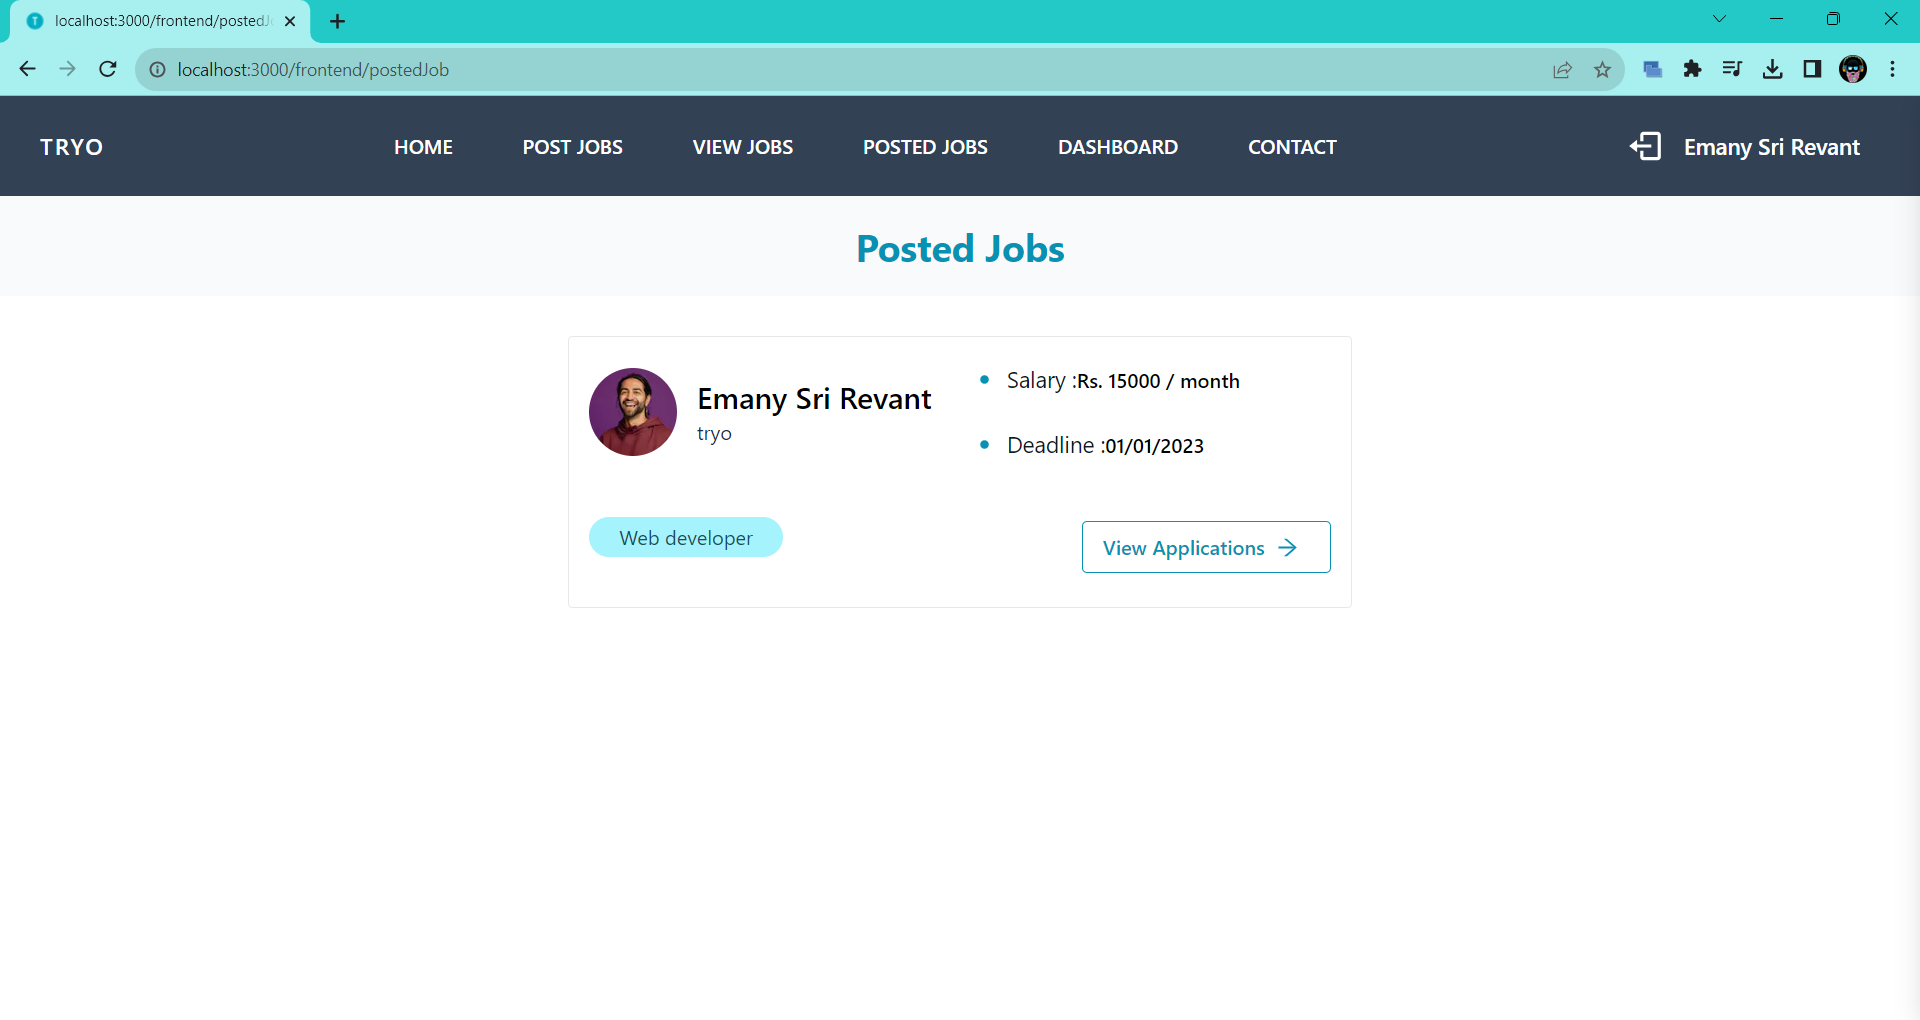 localhost:3000/frontend/postedJ
localhost:3000/frontend/postedJob
TRYO
HOME
POST JOBS
VIEW JOBS
POSTED JOBS
DASHBOARD
CONTACT
Emany Sri Revant
Posted Jobs
Emany Sri Revant
tryo
Salary :Rs. 15000 / month
Deadline :01/01/2023
Web developer
View Applications